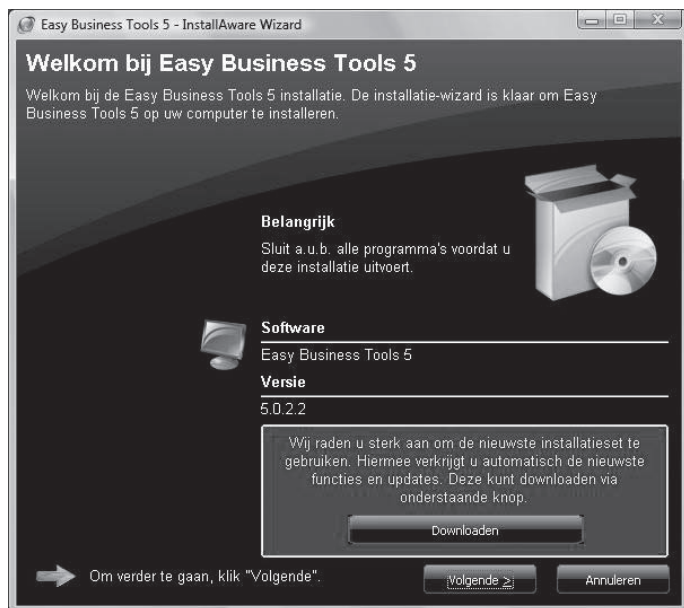 Easy Business Tools 5 - InstallAware Wizard
Welkom bij Easy Business Tools 5
Welkom bij de Easy Business Tools 5 installatie. De installatie-wizard is klaar om Easy
Business Tools 5 op uw computer te installeren.
Belangrijk
Sluit a.u.b. alle programma's voordat u
deze installatie uitvoert.
Software
Easy Business Tools 5
Versie
5.0.2.2
Wij raden u sterk aan om de nieuwste installatieset te
gebruiken. Hiermee verkrijgt u automatisch de nieuwste
functies en updates. Deze kunt downloaden via
onderstaande knop.
Downloaden
Om verder te gaan, klik "Volgende".
Volgende >
Annuleren